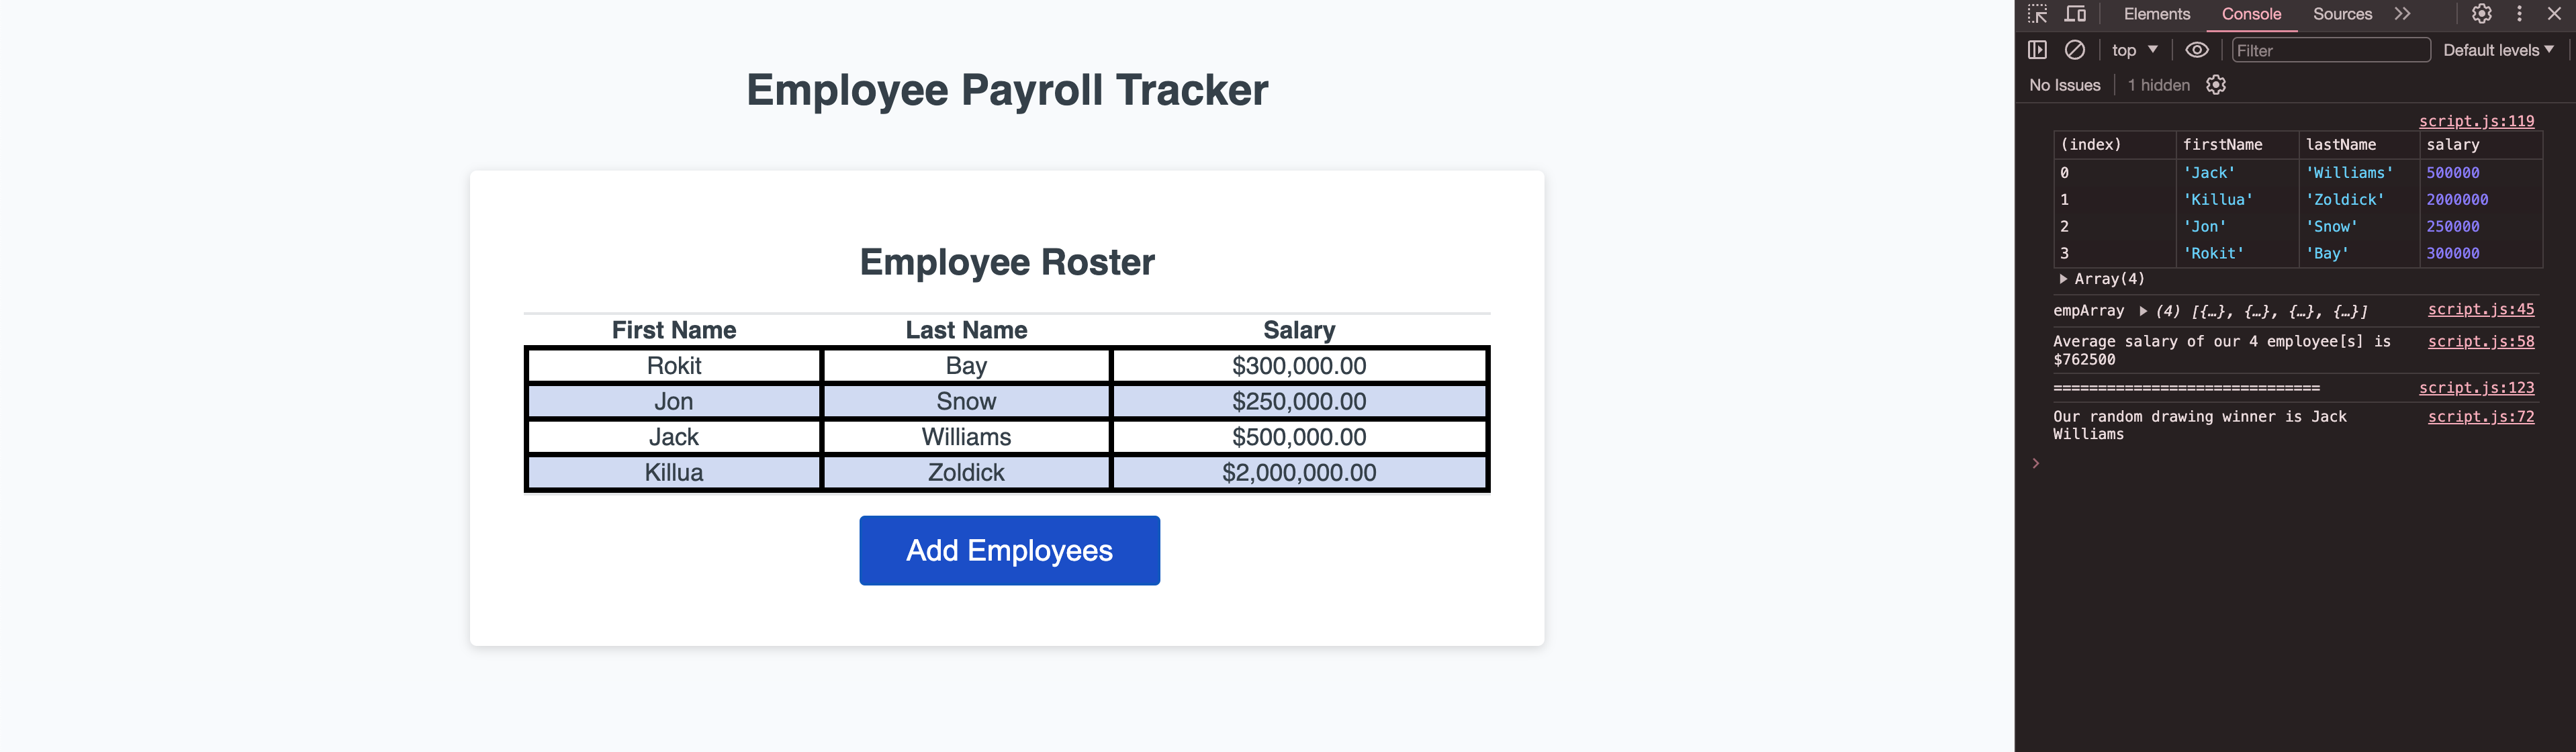 Employee Payroll Tracker
Employee Roster
First Name Last Name Salary
Rokit Bay $300,000.00
Jon Snow $250,000.00
Jack Williams $500,000.00
Killua Zoldick $2,000,000.00
Add Employees
Elements Console Sources
top Filter Default levels
No Issues 1 hidden
script.js:119
(index) firstName lastName salary
0 'Jack' 'Williams' 500000
1 'Killua' 'Zoldick' 2000000
2 'Jon' 'Snow' 250000
3 'Rokit' 'Bay' 300000
Array(4)
empArray (4) [{…}, {…}, {…}, {…}] script.js:45
Average salary of our 4 employee[s] is script.js:58
$762500
============================== script.js:123
Our random drawing winner is Jack script.js:72
Williams